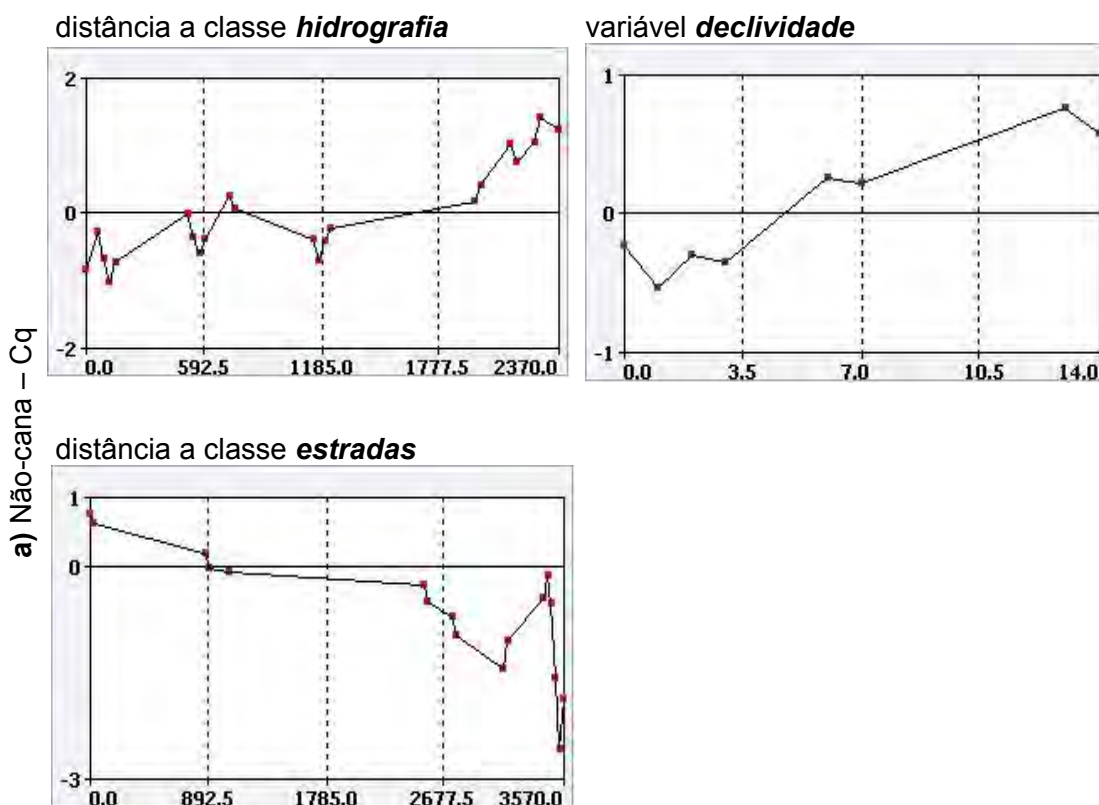 distância a classe hidrografia
variável declividade
2
0
-2
0.0 592.5 1185.0 1777.5 2370.0
1
0
-1
0.0 3.5 7.0 10.5 14.0
a) Não-cana – Cq
distância a classe estradas
1
0
-3
0.0 892.5 1785.0 2677.5 3570.0